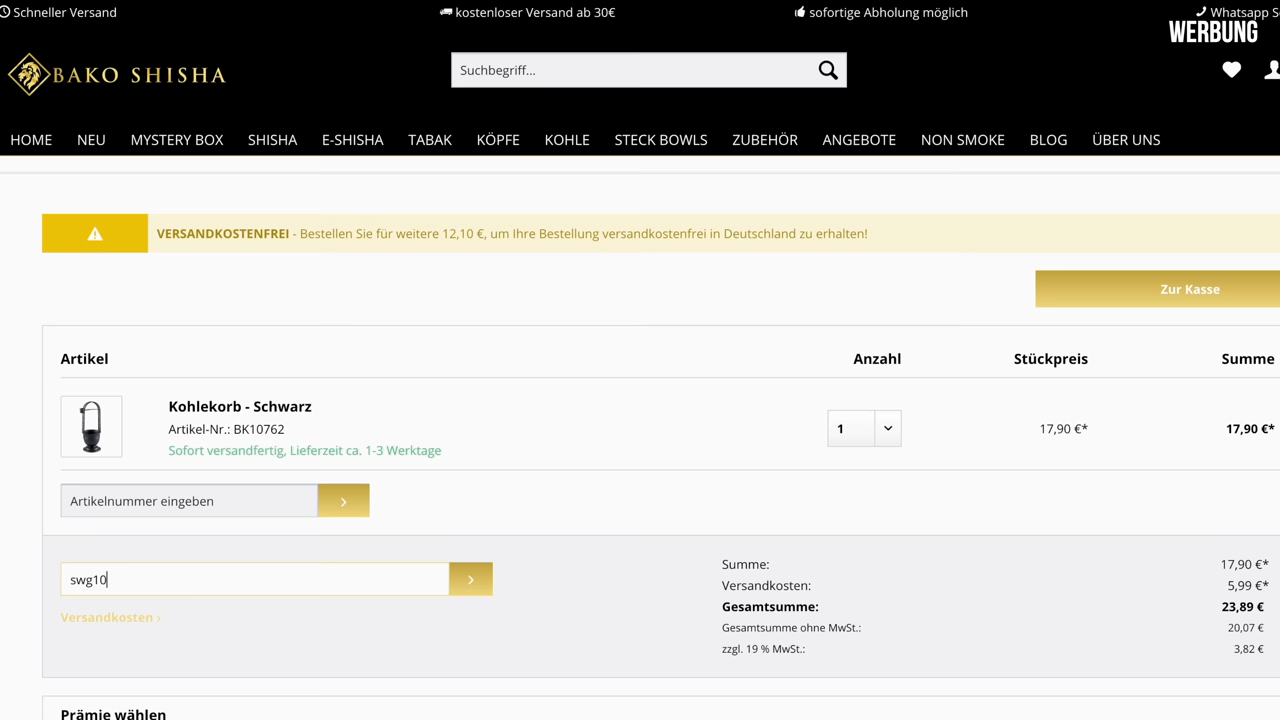 Schneller Versand
kostenloser Versand ab 30€
sofortige Abholung möglich
Whatsapp
WERBUNG
BAKO SHISHA
Suchbegriff...
HOME NEU MYSTERY BOX SHISHA E-SHISHA TABAK KÖPFE KOHLE STECK BOWLS ZUBEHÖR ANGEBOTE NON SMOKE BLOG ÜBER UNS
VERSANDKOSTENFREI - Bestellen Sie für weitere 12,10 €, um Ihre Bestellung versandkostenfrei in Deutschland zu erhalten!
Zur Kasse
Artikel Anzahl Stückpreis Summe
Kohlekorb - Schwarz
Artikel-Nr.: BK10762
1 17,90 €* 17,90 €*
Sofort versandfertig, Lieferzeit ca. 1-3 Werktage
Artikelnummer eingeben
Summe: 17,90 €*
swg10
Versandkosten: 5,99 €*
Gesamtsumme: 23,89 €
Versandkosten ›
Gesamtsumme ohne MwSt.: 20,07 €
zzgl. 19 % MwSt.: 3,82 €
Prämie wählen